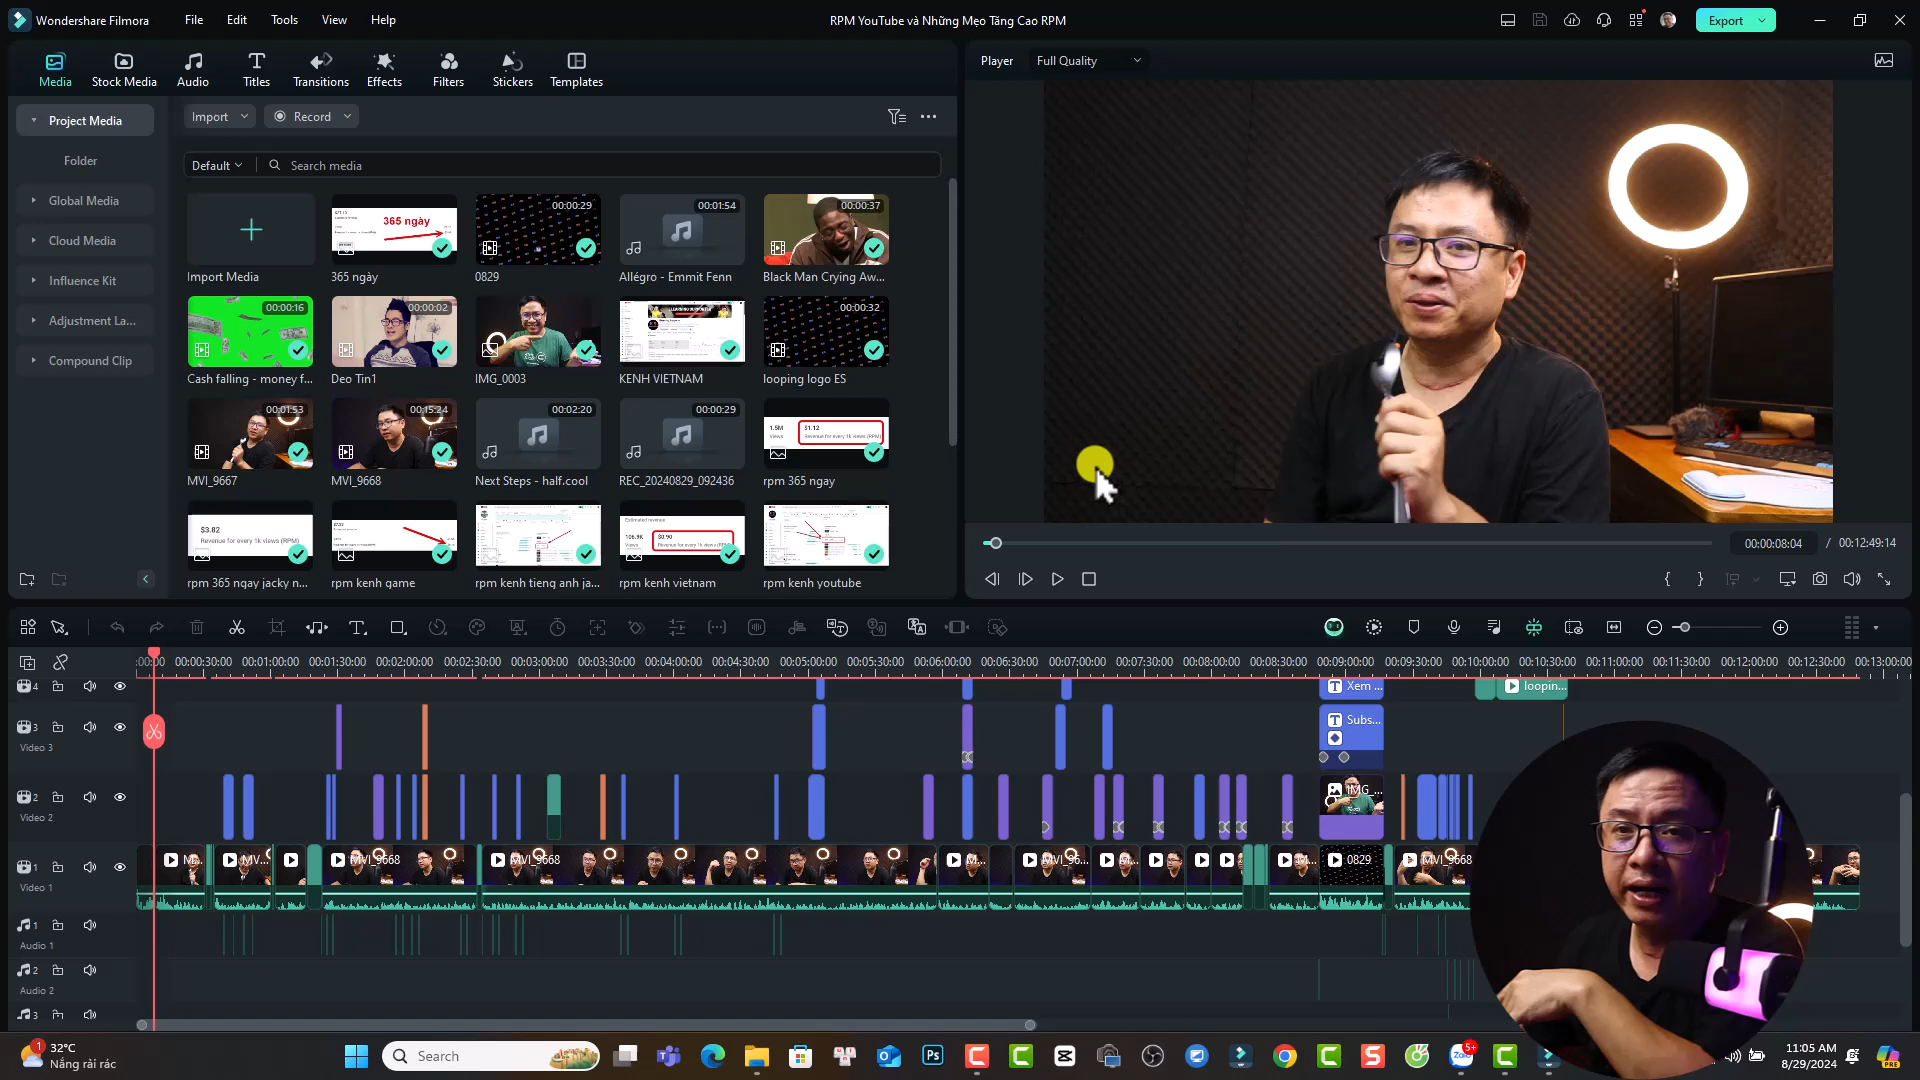 Wondershare Filmora
File
Edit
Tools
View
Help
RPM YouTube và Những Mẹo Tăng Cao RPM
Export
Media
Stock Media
Audio
Titles
Transitions
Effects
Filters
Stickers
Templates
Player
Full Quality
Project Media
Folder
Global Media
Cloud Media
Influence Kit
Adjustment La...
Compound Clip
Import
Record
Default
Search media
Import Media
365 ngày
365 ngày
00:00:29
0829
00:01:54
Allégro - Emmit Fenn
00:00:37
Black Man Crying Aw...
00:00:16
Cash falling - money f...
00:00:02
Deo Tin1
IMG_0003
KENH VIETNAM
00:00:32
looping logo ES
00:01:53
MVI_9667
00:15:24
MVI_9668
00:02:20
Next Steps - half.cool
00:00:29
REC_20240829_092436
1.5M
Views
$1.12
Revenue for every 1k views (RPM)
rpm 365 ngay
$3.82
Revenue for every 1k views (RPM)
rpm 365 ngay jacky n...
rpm kenh game
rpm kenh tieng anh ja...
Estimated revenue
106.9K
Views
$0.90
rpm kenh vietnam
rpm kenh youtube
00:00:08:04 / 00:12:49:14
:00:00 00:00:30:00 00:01:00:00 00:01:30:00 00:02:00:00 00:02:30:00 00:03:00:00 00:03:30:00 00:04:00:00 00:04:30:00 00:05:00:00 00:05:30:00 00:06:00:00 00:06:30:00 00:07:00:00 00:07:30:00 00:08:00:00 00:08:30:00 00:09:00:00 00:09:30:00 00:10:00:00 00:10:30:00 00:11:00:00 00:11:30:00 00:12:00:00 00:12:30:00 00:13:00:00
4
Xem ...
loopin...
3
Video 3
Subs...
2
Video 2
IMG_...
1
Video 1
M...
MV...
MVI_9668
MVI_9668
M...
MVI_96...
M...
M...
M...
0829
MVI_9668
1
Audio 1
2
Audio 2
3
1
32°C
Nắng rải rác
Search
Ps
5+
Zalo
11:05 AM
8/29/2024
PRE